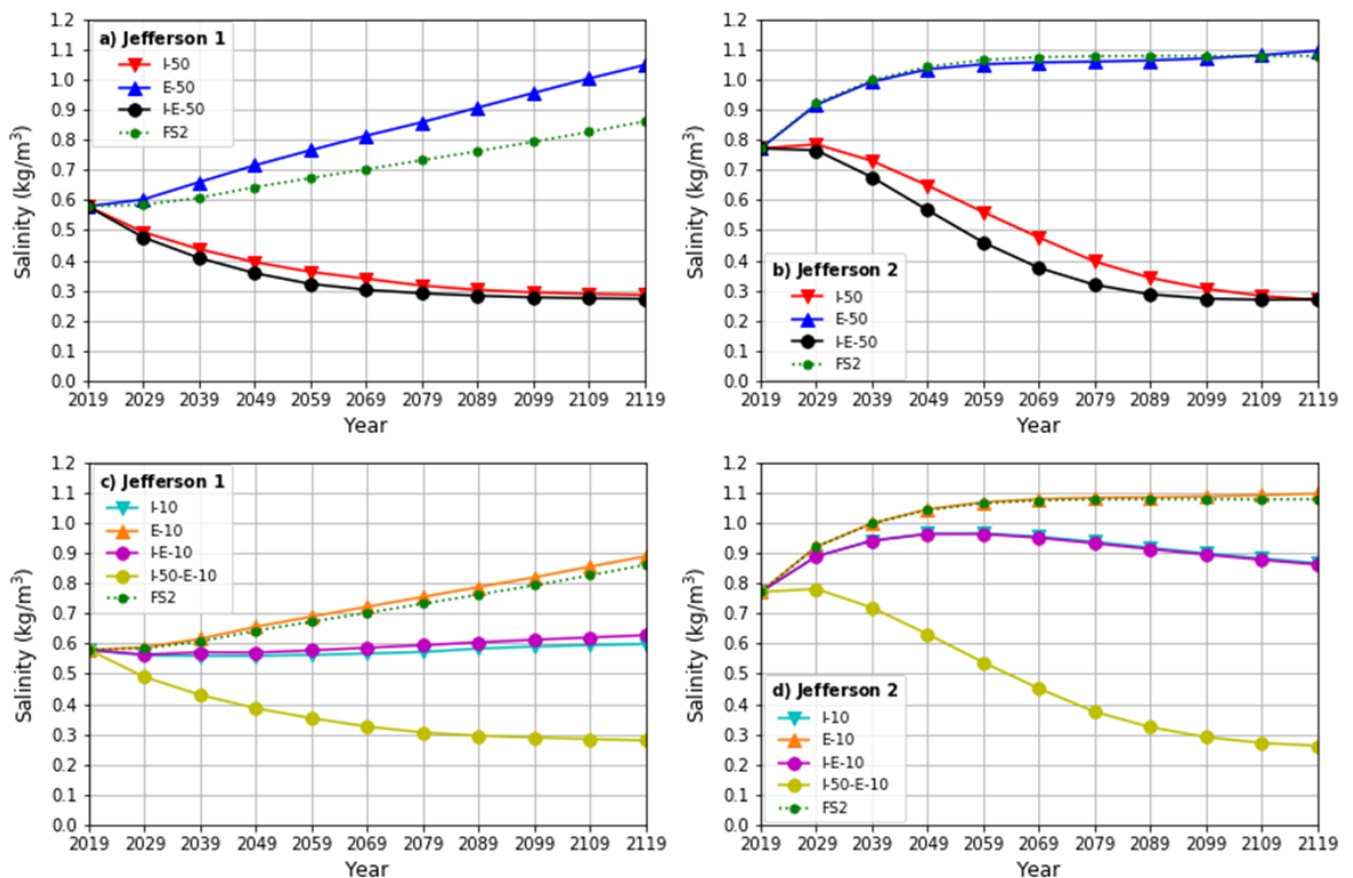 1.2
1.1
1.0
0.9
0.8
0.7
0.6
0.5
0.4
0.3
0.2
0.1
0.0
Salinity (kg/m³)
a) Jefferson 1
I-50
E-50
I-E-50
FS2
2019 2029 2039 2049 2059 2069 2079 2089 2099 2109 2119
Year
1.2
1.1
1.0
0.9
0.8
0.7
0.6
0.5
0.4
0.3
0.2
0.1
0.0
Salinity (kg/m³)
b) Jefferson 2
I-50
E-50
I-E-50
FS2
2019 2029 2039 2049 2059 2069 2079 2089 2099 2109 2119
Year
1.2
1.1
1.0
0.9
0.8
0.7
0.6
0.5
0.4
0.3
0.2
0.1
0.0
Salinity (kg/m³)
c) Jefferson 1
I-10
E-10
I-E-10
I-50-E-10
FS2
2019 2029 2039 2049 2059 2069 2079 2089 2099 2109 2119
Year
1.2
1.1
1.0
0.9
0.8
0.7
0.6
0.5
0.4
0.3
0.2
0.1
0.0
Salinity (kg/m³)
d) Jefferson 2
I-10
E-10
I-E-10
I-50-E-10
FS2
2019 2029 2039 2049 2059 2069 2079 2089 2099 2109 2119
Year